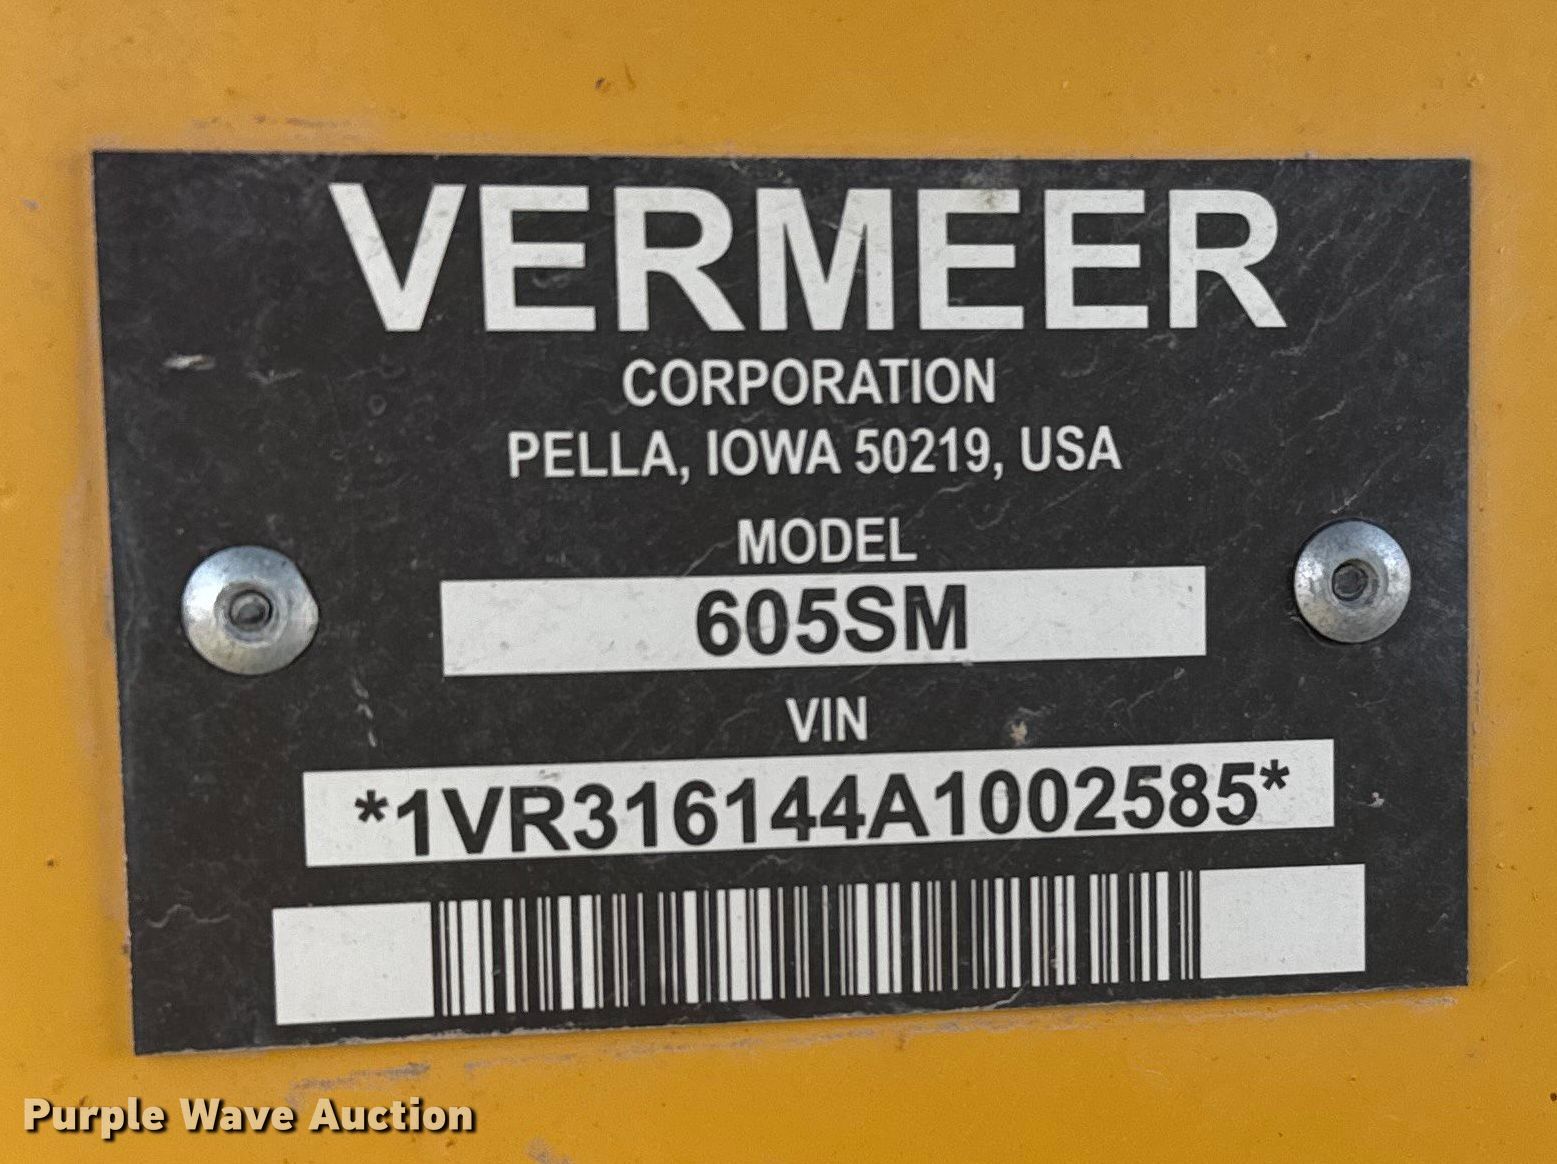 VERMEER
CORPORATION
PELLA, IOWA 50219, USA
MODEL
605SM
VIN
*1VR316144A1002585*
Purple Wave Auction